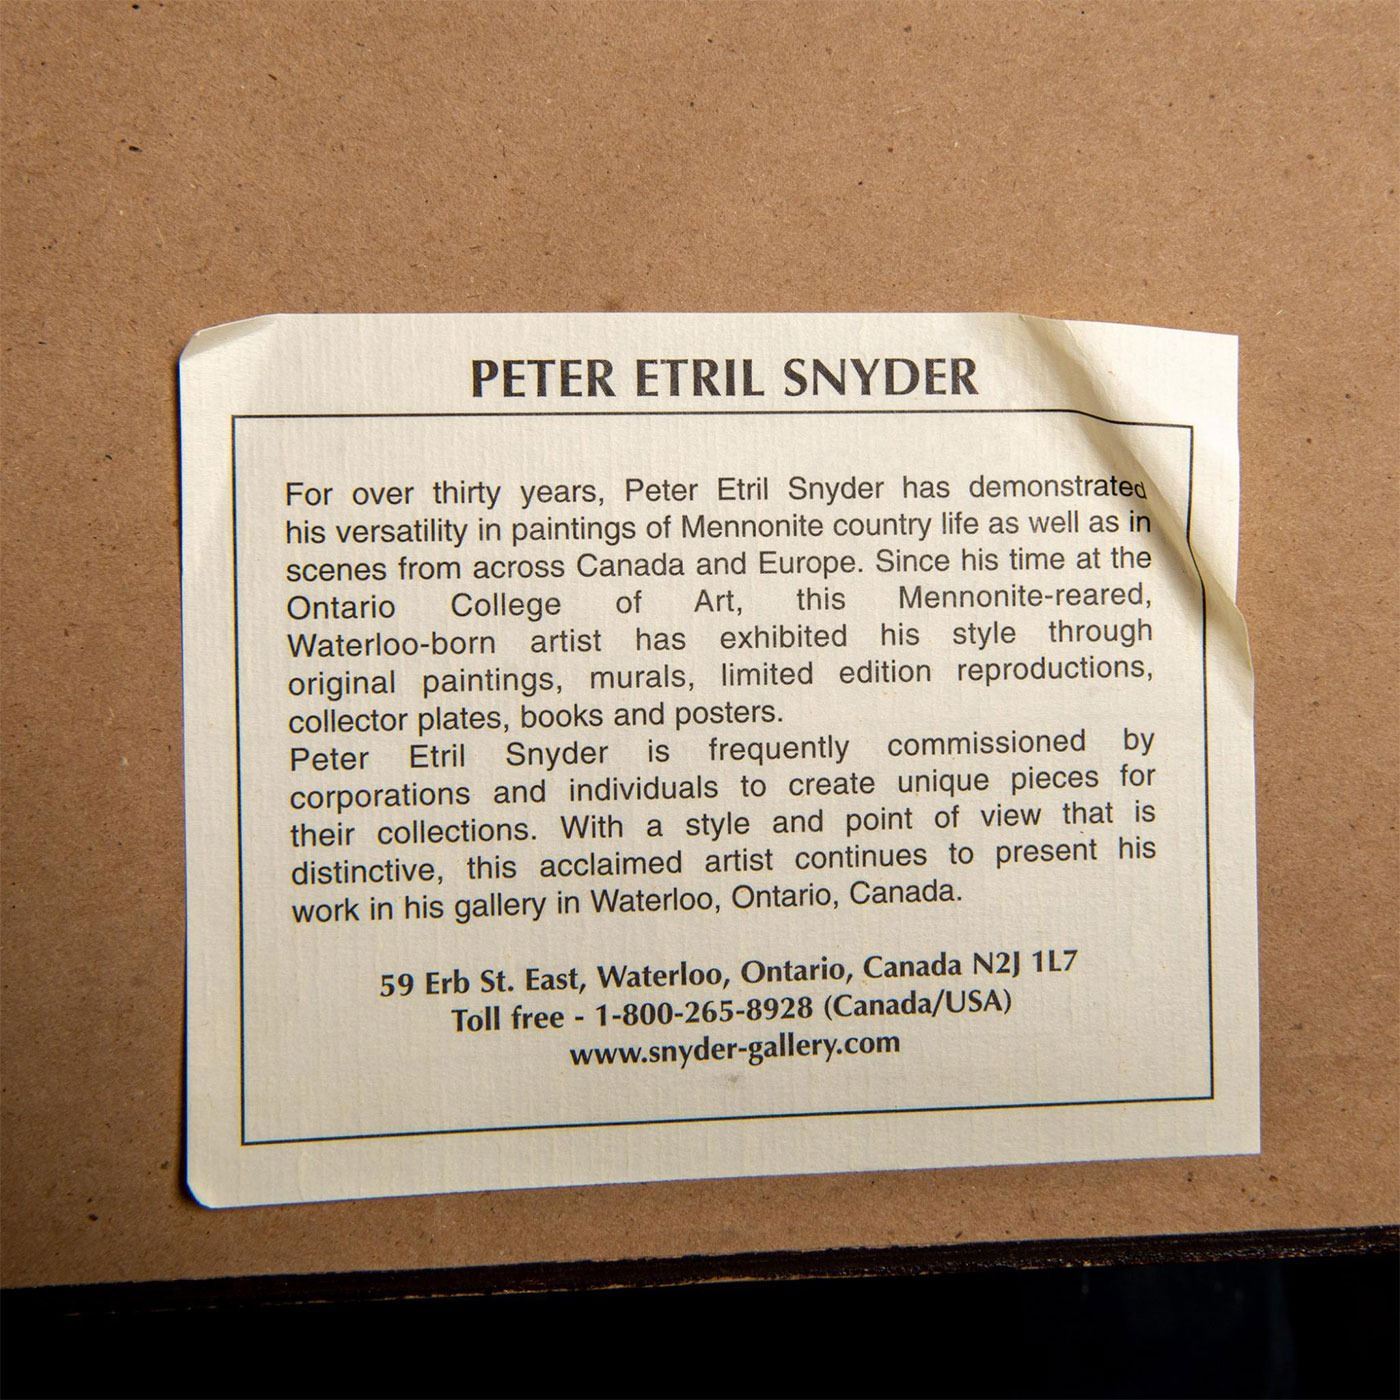 PETER ETRIL SNYDER
For over thirty years, Peter Etril Snyder has demonstrated
his versatility in paintings of Mennonite country life as well as in
scenes from across Canada and Europe. Since his time at the
Ontario College of Art, this Mennonite-reared,
Waterloo-born artist has exhibited his style through
original paintings, murals, limited edition reproductions,
collector plates, books and posters.
Peter Etril Snyder is frequently commissioned by
corporations and individuals to create unique pieces for
their collections. With a style and point of view that is
distinctive, this acclaimed artist continues to present his
work in his gallery in Waterloo, Ontario, Canada.
59 Erb St. East, Waterloo, Ontario, Canada N2J 1L7
Toll free - 1-800-265-8928 (Canada/USA)
www.snyder-gallery.com